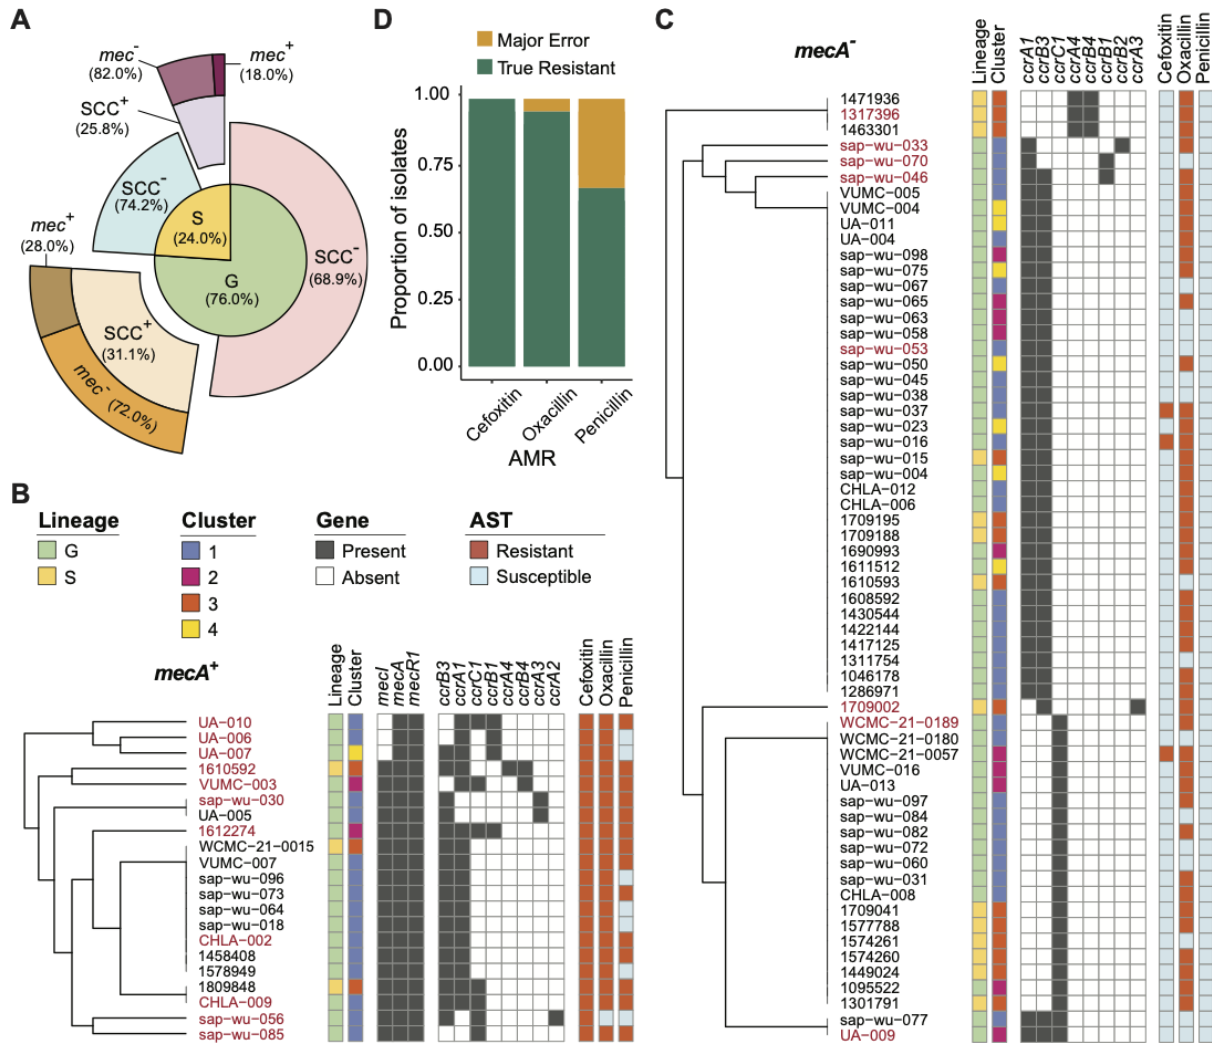 A
mec-
(82.0%)
mec+
(18.0%)
SCC+
(25.8%)
SCC-
(74.2%)
S
(24.0%)
G
(76.0%)
SCC-
(68.9%)
mec+
(28.0%)
SCC+
(31.1%)
mec- (72.0%)
D
Major Error
True Resistant
Proportion of isolates
1.00
0.75
0.50
0.25
0.00
Cefoxitin
Oxacillin
Penicillin
AMR
B
Lineage
G
S
Cluster
1
2
3
4
Gene
Present
Absent
AST
Resistant
Susceptible
mecA+
Lineage
Cluster
mecI
mecA
mecR1
ccrB3
ccrA1
ccrC1
ccrB1
ccrA4
ccrB4
ccrA3
ccrA2
Cefoxitin
Oxacillin
Penicillin
UA-010
UA-006
UA-007
1610592
VUMC-003
sap-wu-030
UA-005
1612274
WCMC-21-0015
VUMC-007
sap-wu-096
sap-wu-073
sap-wu-064
sap-wu-018
CHLA-002
1458408
1578949
1809848
CHLA-009
sap-wu-056
sap-wu-085
C
mecA-
Lineage
Cluster
ccrA1
ccrB3
ccrC1
ccrA4
ccrB4
ccrB1
ccrB2
ccrA3
Cefoxitin
Oxacillin
Penicillin
1471936
1317396
1463301
sap-wu-033
sap-wu-070
sap-wu-046
VUMC-005
VUMC-004
UA-011
UA-004
sap-wu-098
sap-wu-075
sap-wu-067
sap-wu-065
sap-wu-063
sap-wu-058
sap-wu-053
sap-wu-050
sap-wu-045
sap-wu-038
sap-wu-037
sap-wu-023
sap-wu-016
sap-wu-015
sap-wu-004
CHLA-012
CHLA-006
1709195
1709188
1690993
1611512
1610593
1608592
1430544
1422144
1417125
1311754
1046178
1286971
1709002
WCMC-21-0189
WCMC-21-0180
WCMC-21-0057
VUMC-016
UA-013
sap-wu-097
sap-wu-084
sap-wu-082
sap-wu-072
sap-wu-060
sap-wu-031
CHLA-008
1709041
1577788
1574261
1574260
1449024
1095522
1301791
sap-wu-077
UA-009